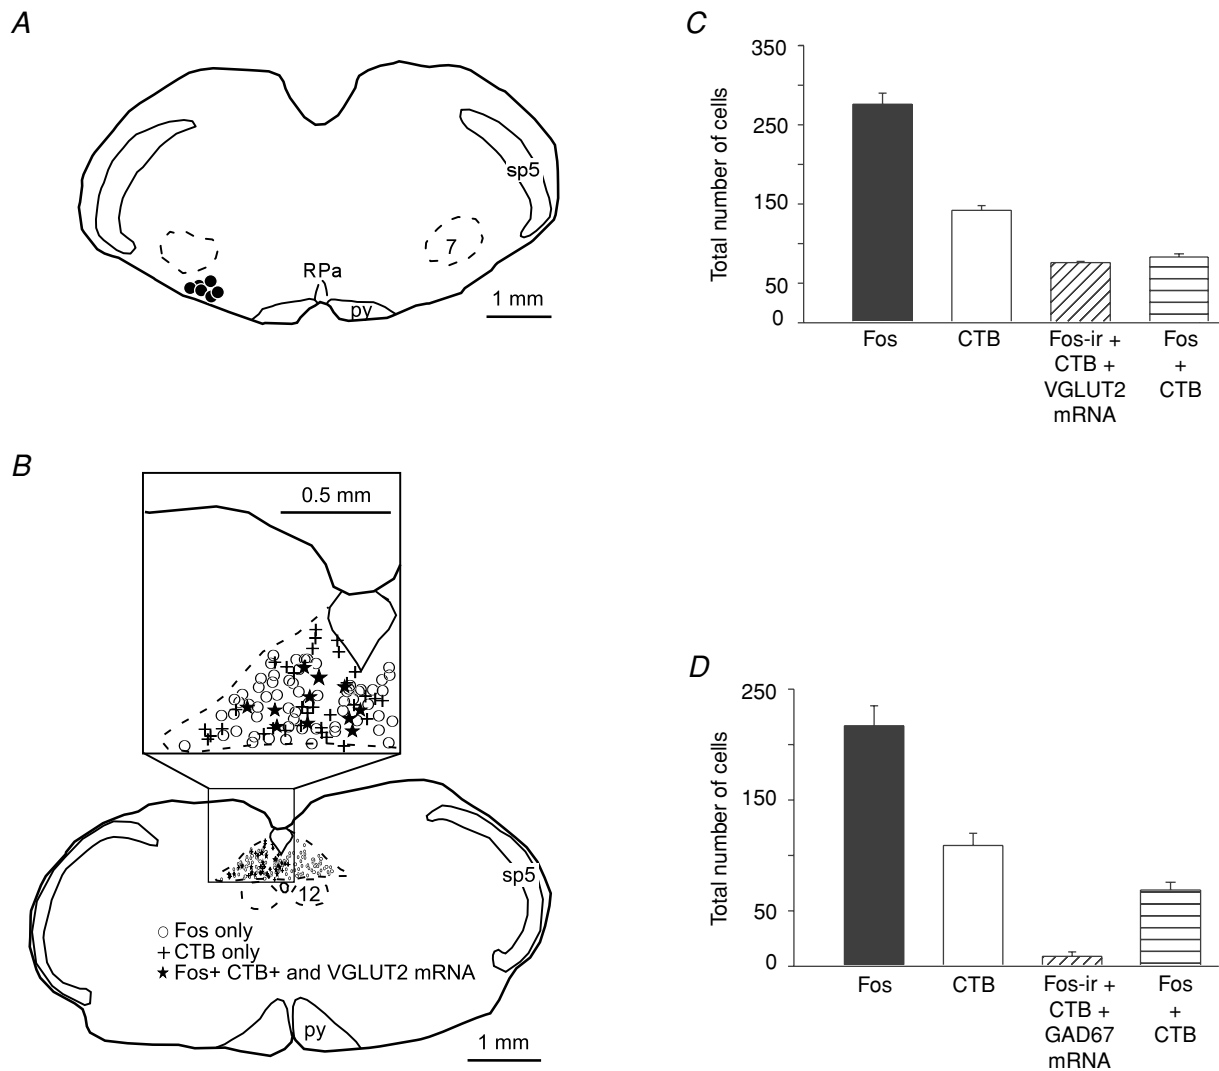 A
sp5
7
RPa
py
1 mm
B
0.5 mm
sp5
12
Fos only
CTB only
Fos+ CTB+ and VGLUT2 mRNA
py
1 mm
C
Total number of cells
350
250
150
50
0
Fos
CTB
Fos-ir +
CTB +
VGLUT2
mRNA
Fos
+
CTB
D
Total number of cells
250
150
50
0
Fos
CTB
Fos-ir +
CTB +
GAD67
mRNA
Fos
+
CTB